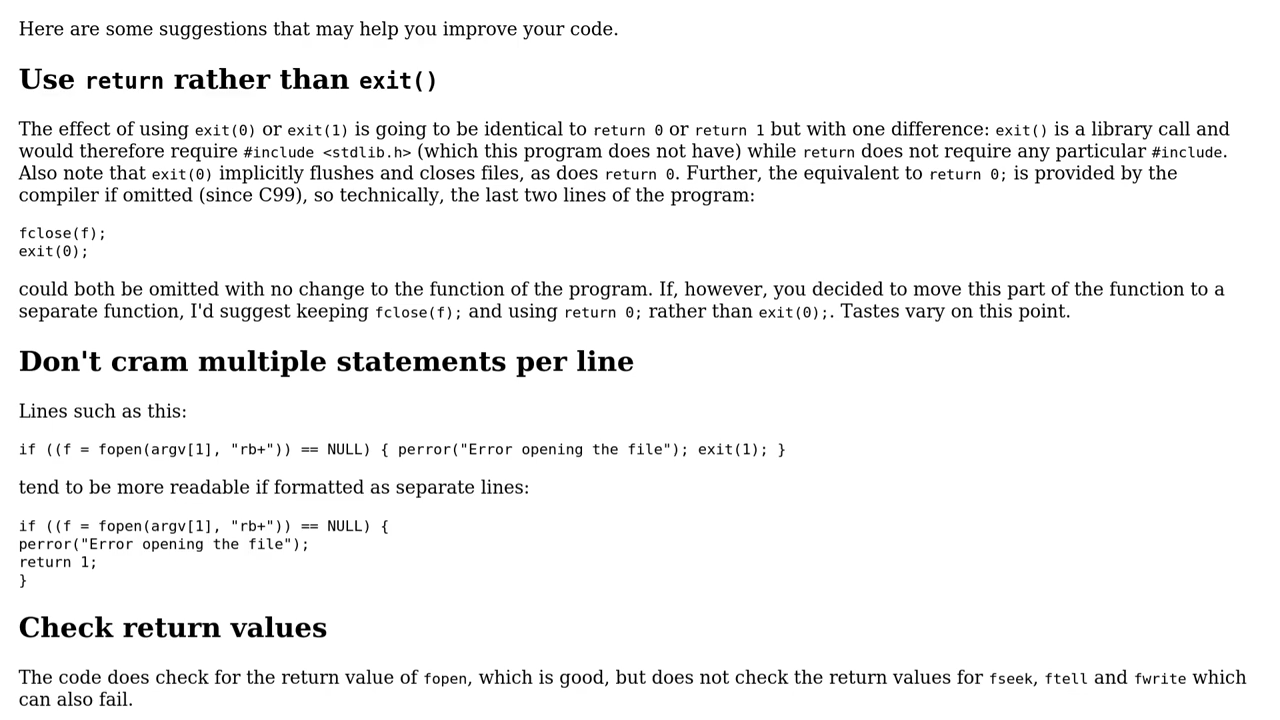 Here are some suggestions that may help you improve your code.
Use return rather than exit()
The effect of using exit(0) or exit(1) is going to be identical to return 0 or return 1 but with one difference: exit() is a library call and
would therefore require #include <stdlib.h> (which this program does not have) while return does not require any particular #include.
Also note that exit(0) implicitly flushes and closes files, as does return 0. Further, the equivalent to return 0; is provided by the
compiler if omitted (since C99), so technically, the last two lines of the program:
fclose(f);
exit(0);
could both be omitted with no change to the function of the program. If, however, you decided to move this part of the function to a
separate function, I'd suggest keeping fclose(f); and using return 0; rather than exit(0);. Tastes vary on this point.
Don't cram multiple statements per line
Lines such as this:
if ((f = fopen(argv[1], "rb+")) == NULL) { perror("Error opening the file"); exit(1); }
tend to be more readable if formatted as separate lines:
if ((f = fopen(argv[1], "rb+")) == NULL) {
perror("Error opening the file");
return 1;
}
Check return values
The code does check for the return value of fopen, which is good, but does not check the return values for fseek, ftell and fwrite which
can also fail.